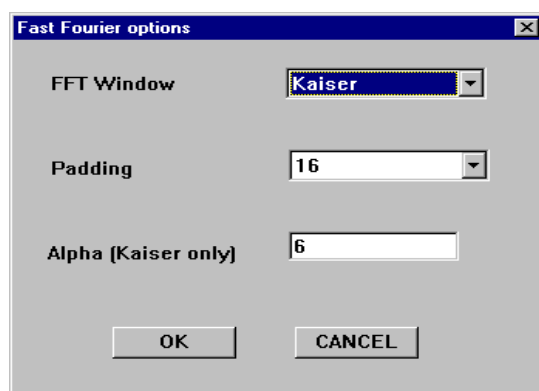 Fast Fourier options
FFT Window
Kaiser
Padding
16
Alpha (Kaiser only)
6
OK
CANCEL